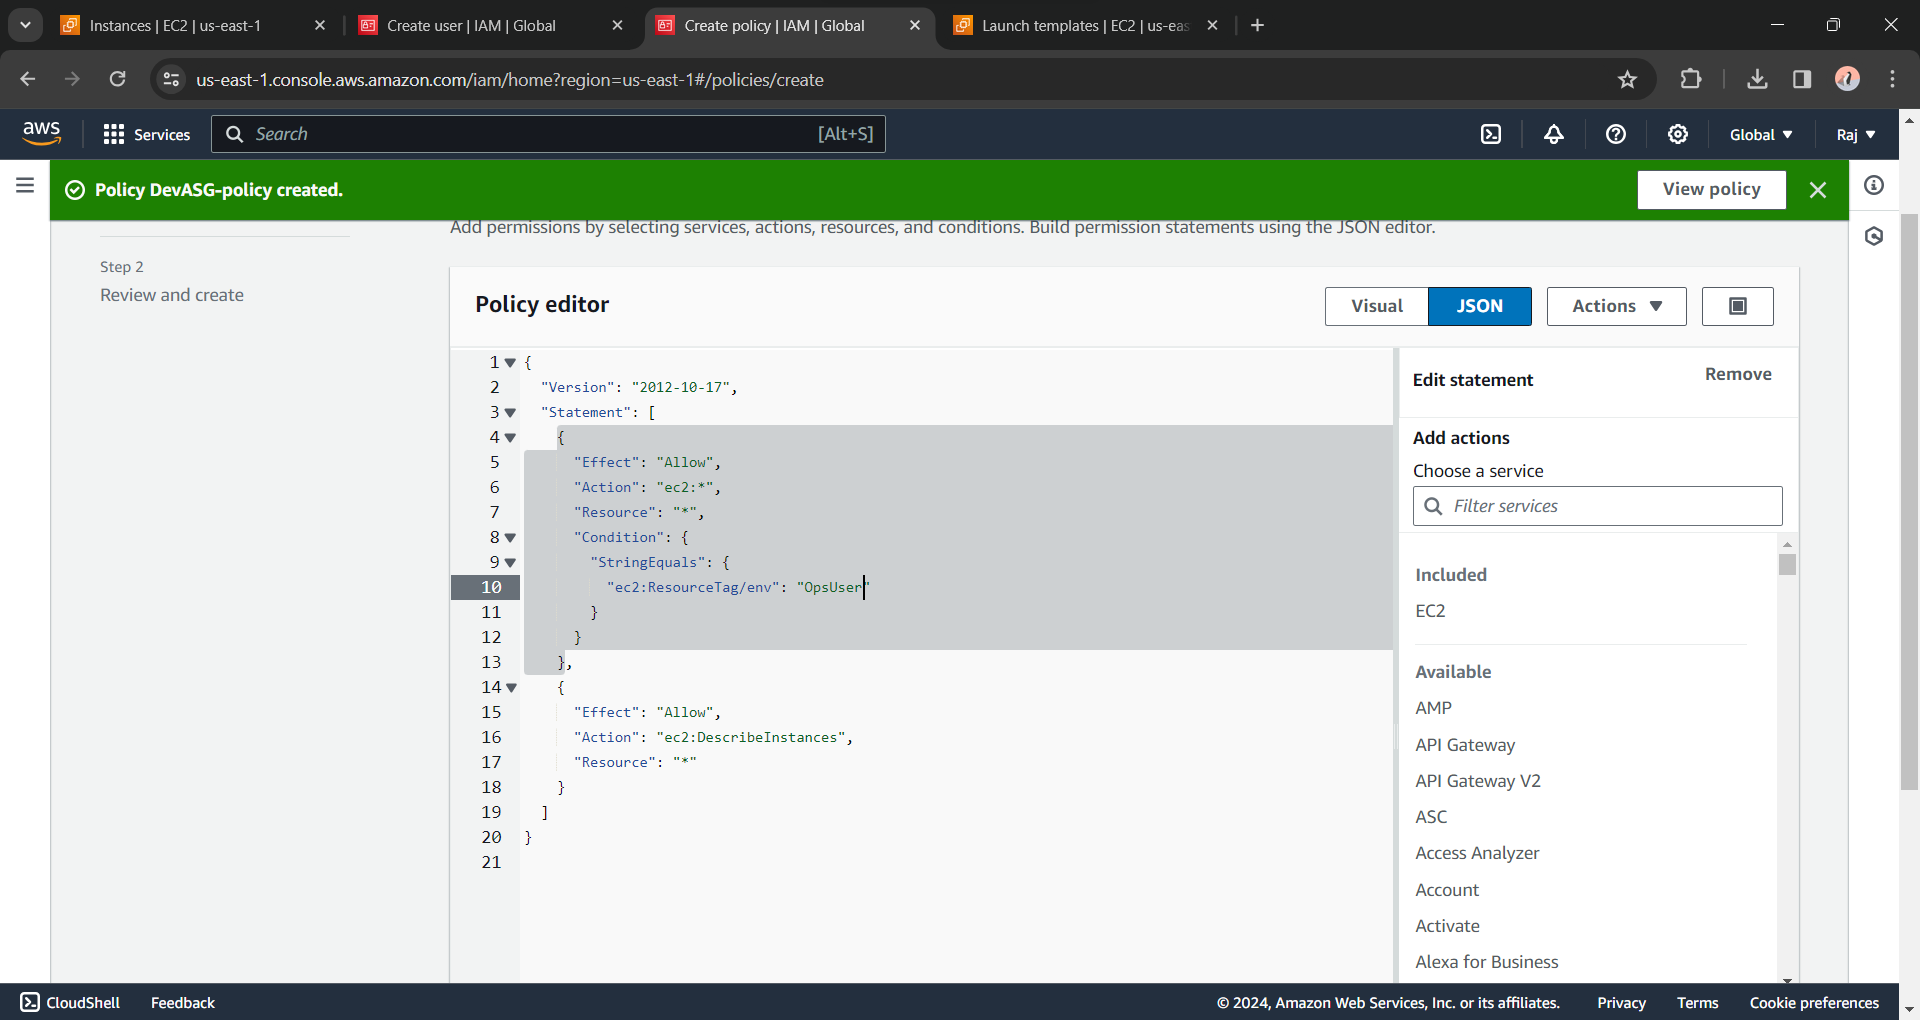 Instances | EC2 | us-east-1
Create user | IAM | Global
Create policy | IAM | Global
Launch templates | EC2 | us-eas
us-east-1.console.aws.amazon.com/iam/home?region=us-east-1#/policies/create
aws
Services
Search
[Alt+S]
Global
Raj
Policy DevASG-policy created.
View policy
Add permissions by selecting services, actions, resources, and conditions. Build permission statements using the JSON editor.
Step 2
Review and create
Policy editor
Visual
JSON
Actions
1 {
2 "Version": "2012-10-17",
3 "Statement": [
4 {
5 "Effect": "Allow",
6 "Action": "ec2:*",
7 "Resource": "*",
8 "Condition": {
9 "StringEquals": {
10 "ec2:ResourceTag/env": "OpsUser"
11 }
12 }
13 },
14 {
15 "Effect": "Allow",
16 "Action": "ec2:DescribeInstances",
17 "Resource": "*"
18 }
19 ]
20 }
21
Edit statement
Remove
Add actions
Choose a service
Filter services
Included
EC2
Available
AMP
API Gateway
API Gateway V2
ASC
Access Analyzer
Account
Activate
Alexa for Business
CloudShell
Feedback
© 2024, Amazon Web Services, Inc. or its affiliates.
Privacy
Terms
Cookie preferences